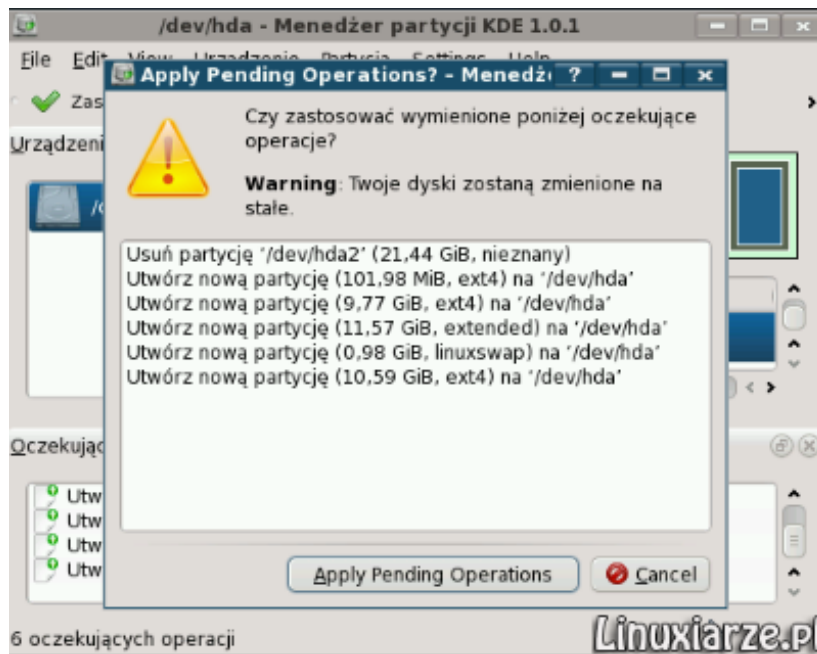 /dev/hda - Menedżer partycji KDE 1.0.1
File Edit View Urządzenie Partycja Settings Help
Apply Pending Operations? - Menedż
Zas
Czy zastosować wymienione poniżej oczekujące
operacje?
Urządzeni
Warning: Twoje dyski zostaną zmienione na
stałe.
Usuń partycję '/dev/hda2' (21,44 GiB, nieznany)
Utwórz nową partycję (101,98 MiB, ext4) na '/dev/hda'
Utwórz nową partycję (9,77 GiB, ext4) na '/dev/hda'
Utwórz nową partycję (11,57 GiB, extended) na '/dev/hda'
Utwórz nową partycję (0,98 GiB, linuxswap) na '/dev/hda'
Utwórz nową partycję (10,59 GiB, ext4) na '/dev/hda'
Oczekując
Utw
Utw
Utw
Utw
Apply Pending Operations
Cancel
6 oczekujących operacji
Linuxiarze.pl